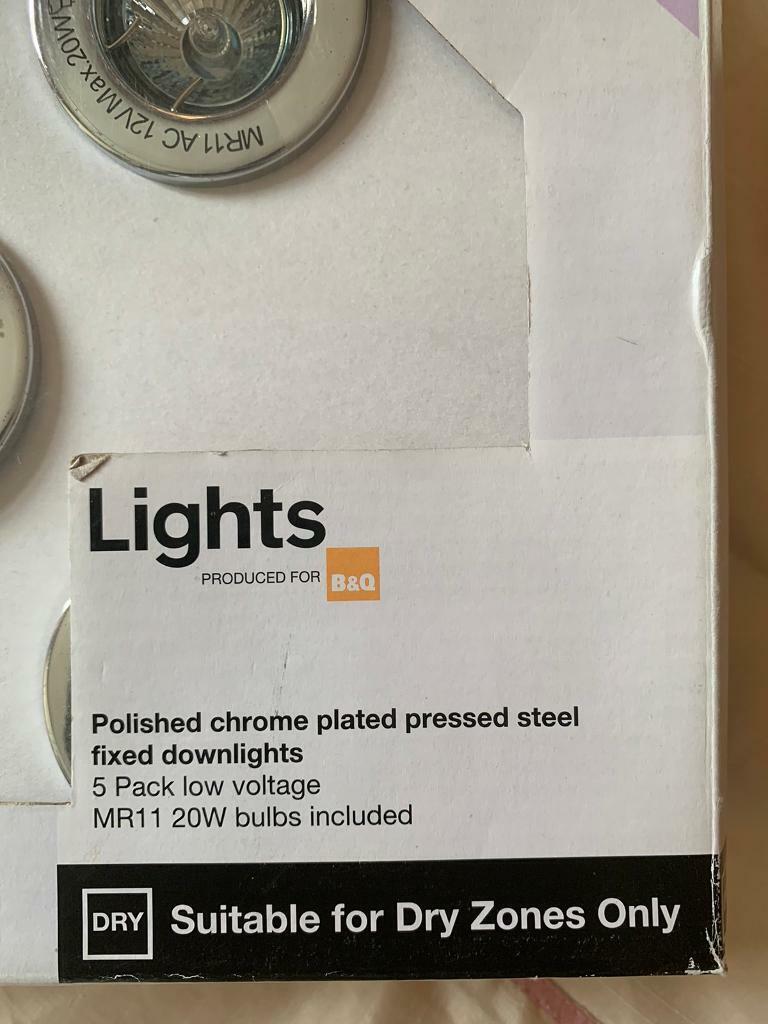 MR11 AC 12V Max.20W
Lights
PRODUCED FOR B&Q
Polished chrome plated pressed steel
fixed downlights
5 Pack low voltage
MR11 20W bulbs included
DRY Suitable for Dry Zones Only